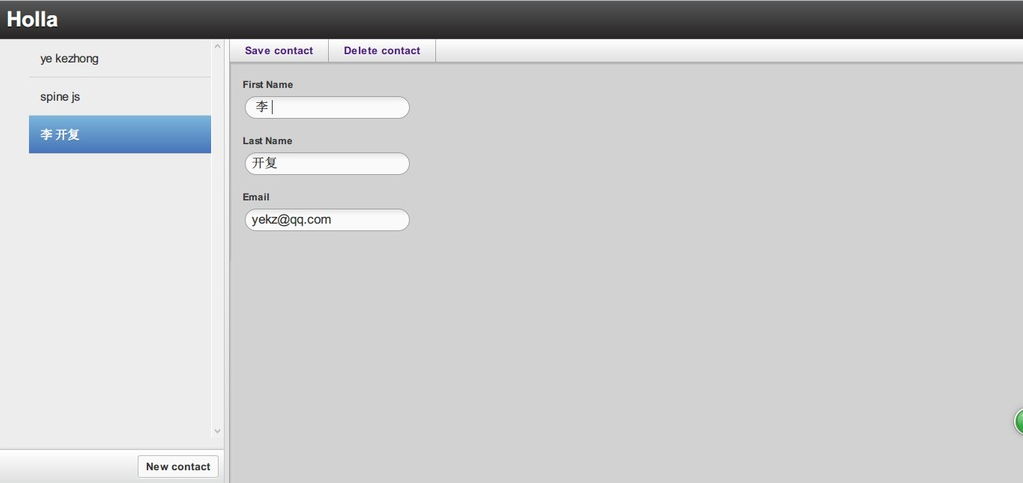 Holla
ye kezhong
spine js
李 开复
New contact
Save contact
Delete contact
First Name
李
Last Name
开复
Email
yekz@qq.com